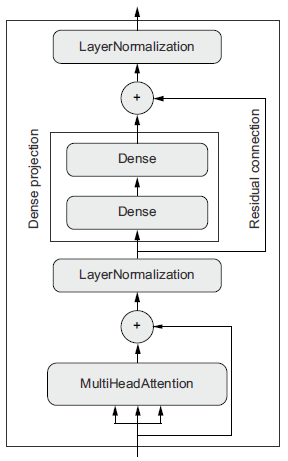 LayerNormalization
+
Dense projection
Dense
Residual connection
Dense
LayerNormalization
+
MultiHeadAttention